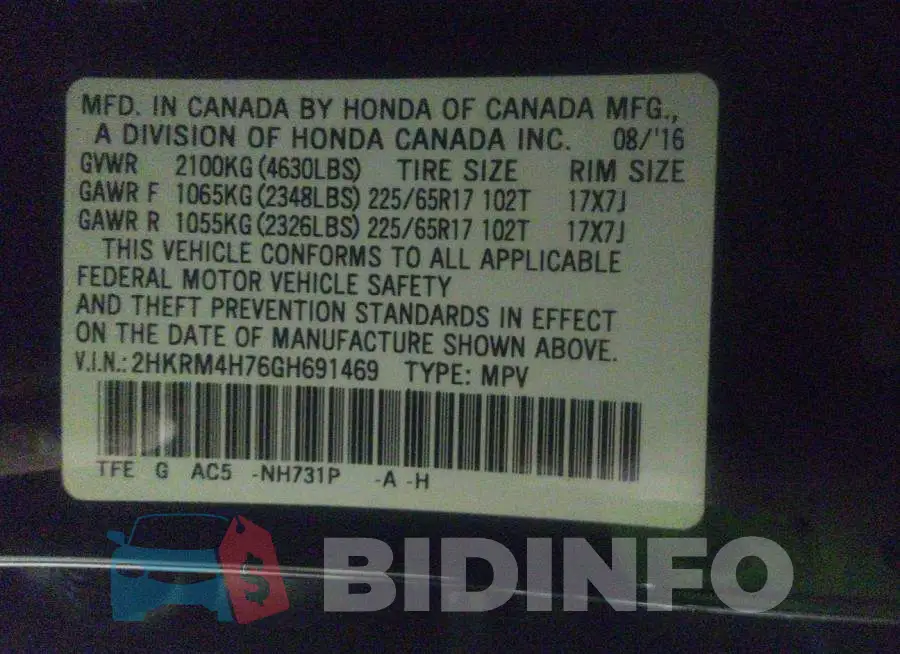 MFD. IN CANADA BY HONDA OF CANADA MFG.,
A DIVISION OF HONDA CANADA INC. 08/'16
GVWR 2100KG (4630LBS) TIRE SIZE RIM SIZE
GAWR F 1065KG (2348LBS) 225/65R17 102T 17X7J
GAWR R 1055KG (2326LBS) 225/65R17 102T 17X7J
THIS VEHICLE CONFORMS TO ALL APPLICABLE
FEDERAL MOTOR VEHICLE SAFETY
AND THEFT PREVENTION STANDARDS IN EFFECT
ON THE DATE OF MANUFACTURE SHOWN ABOVE.
V.I.N.: 2HKRM4H76GH691469 TYPE: MPV
TFE G AC5 -NH731P -A -H
$ BIDINFO